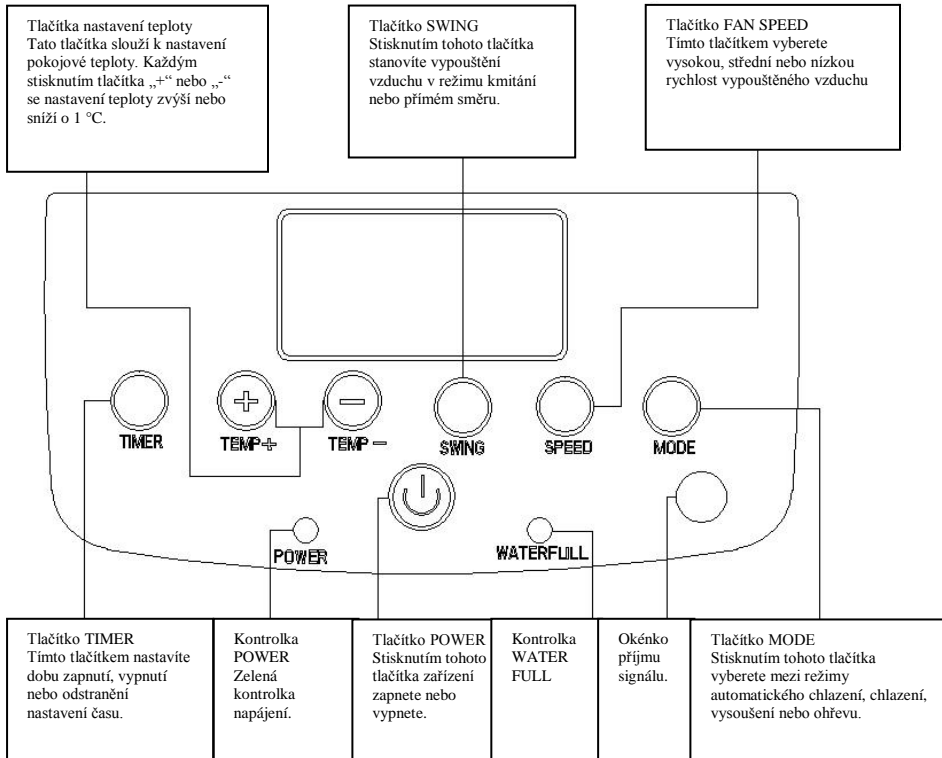 Tlačítka nastavení teploty
Tato tlačítka slouží k nastavení
pokojové teploty. Každým
stisknutím tlačítka „+“ nebo „-“
se nastavení teploty zvýší nebo
sníží o 1 °C.
Tlačítko SWING
Stisknutím tohoto tlačítka
stanovíte vypouštění
vzduchu v režimu kmitání
nebo přímém směru.
Tlačítko FAN SPEED
Tímto tlačítkem vyberete
vysokou, střední nebo nízkou
rychlost vypouštěného vzduchu
TIMER
TEMP+
TEMP-
SWING
SPEED
MODE
POWER
WATERFULL
Tlačítko TIMER
Tímto tlačítkem nastavíte
dobu zapnutí, vypnutí
nebo odstranění
nastavení času.
Kontrolka
POWER
Zelená
kontrolka
napájení.
Tlačítko POWER
Stisknutím tohoto
tlačítka zařízení
zapnete nebo
vypnete.
Kontrolka
WATER
FULL
Okénko
příjmu
signálu.
Tlačítko MODE
Stisknutím tohoto tlačítka
vyberete mezi režimy
automatického chlazení, chlazení,
vysoušení nebo ohřevu.